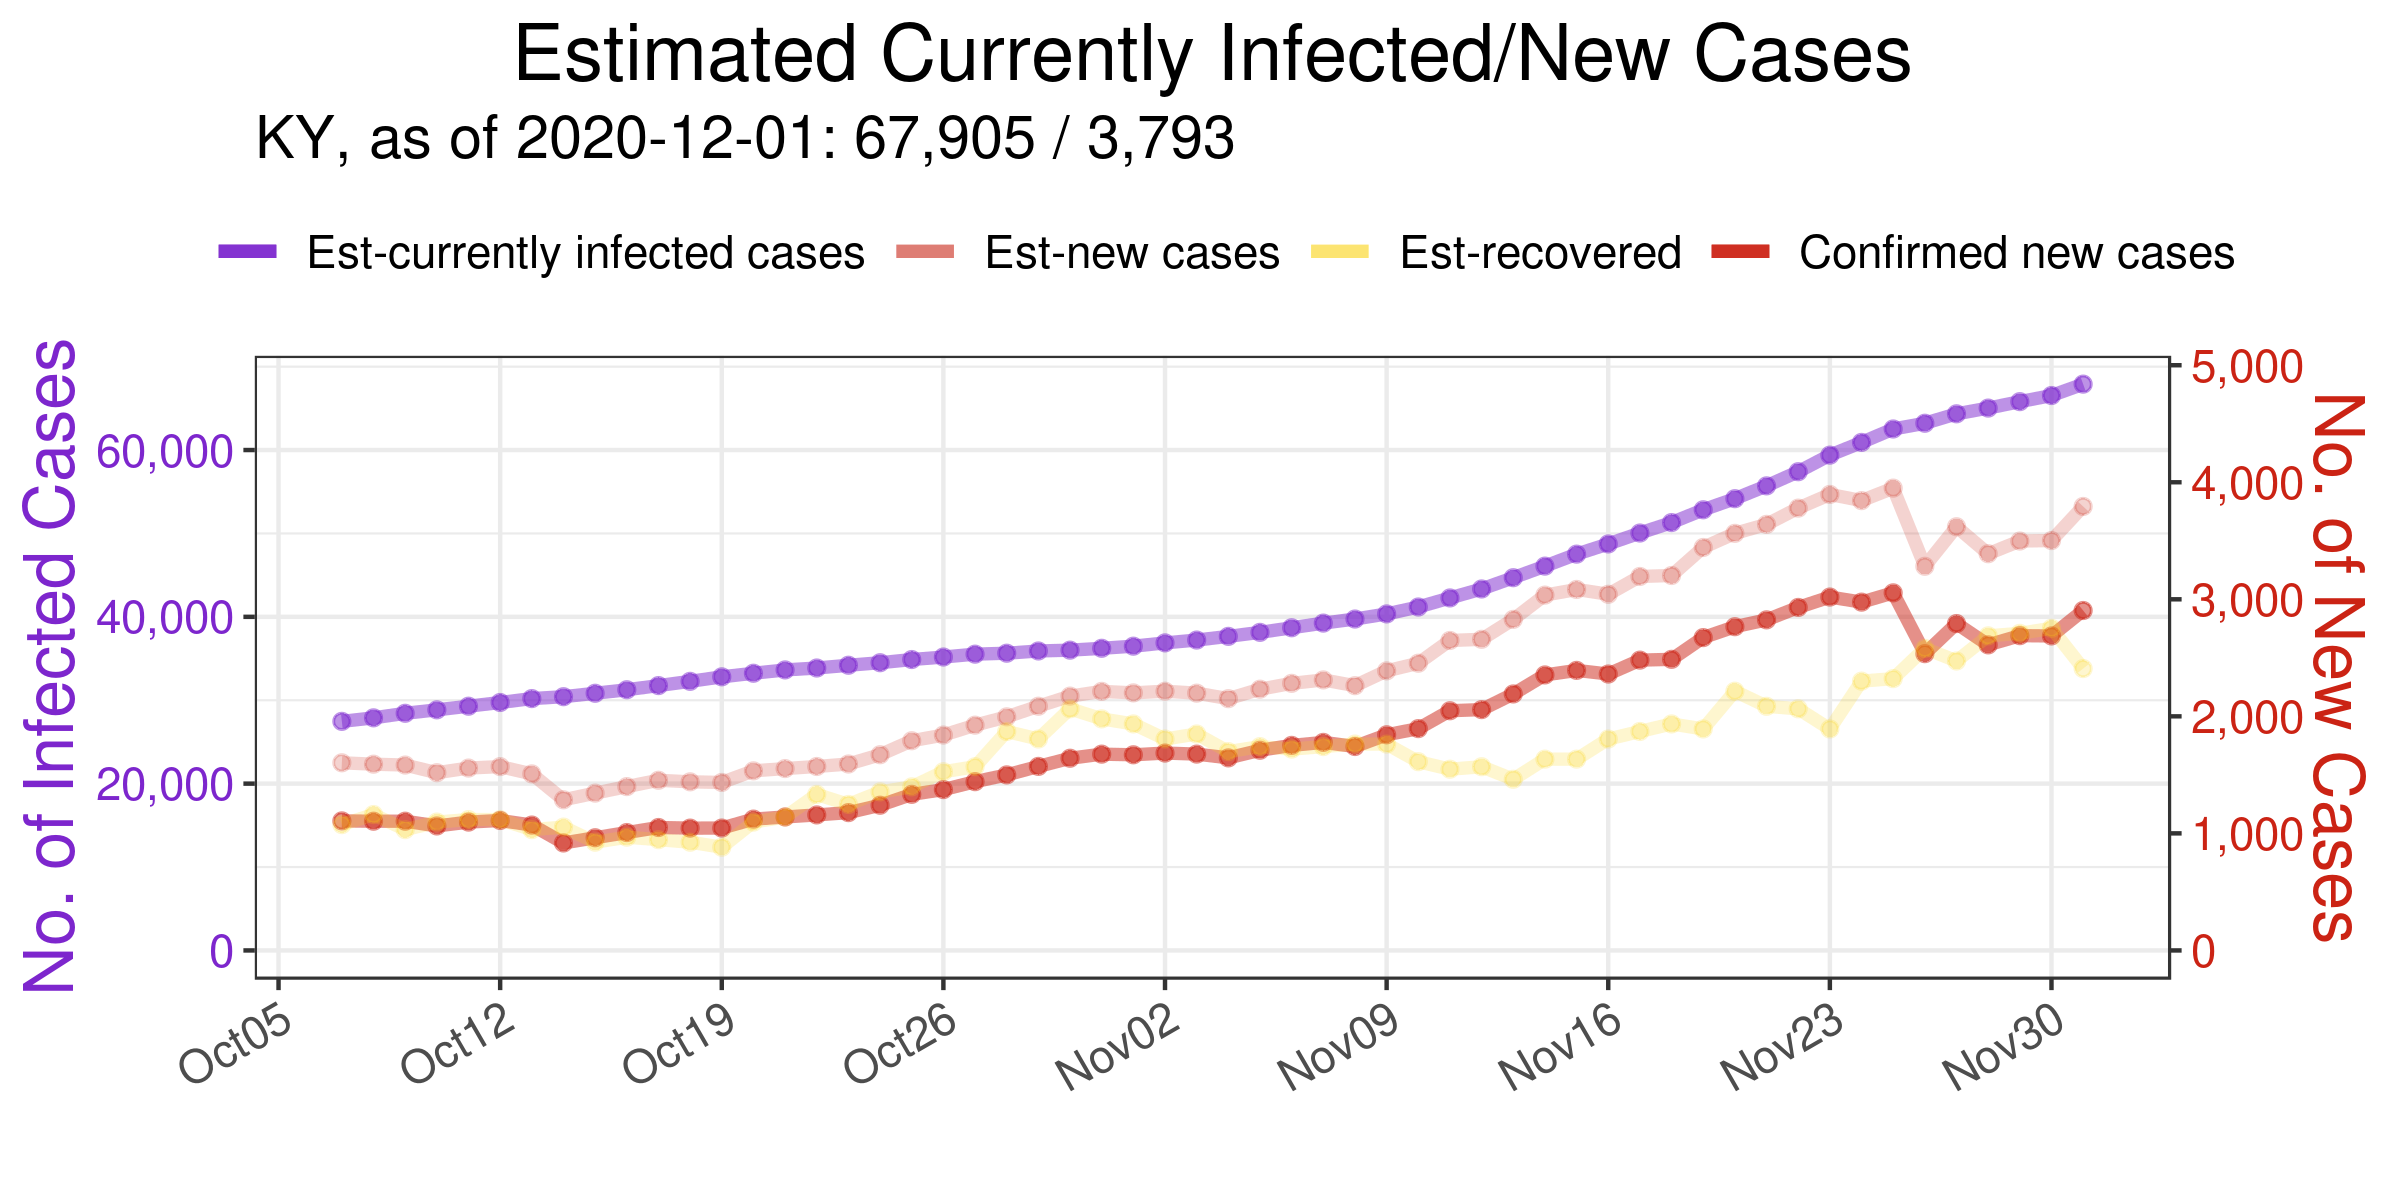 Estimated Currently Infected/New Cases
KY, as of 2020-12-01: 67,905 / 3,793
Est-currently infected cases Est-new cases Est-recovered Confirmed new cases
No. of Infected Cases
60,000
40,000
20,000
0
5,000
4,000
3,000
2,000
1,000
0
No. of New Cases
Oct05 Oct12 Oct19 Oct26 Nov02 Nov09 Nov16 Nov23 Nov30